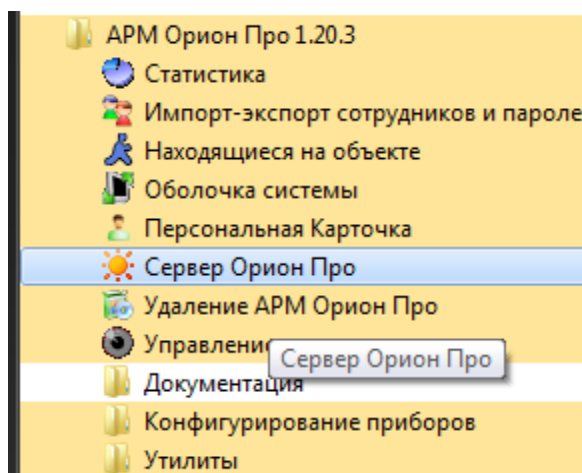 АРМ Орион Про 1.20.3
Статистика
Импорт-экспорт сотрудников и пароле
Находящиеся на объекте
Оболочка системы
Персональная Карточка
Сервер Орион Про
Удаление АРМ Орион Про
Управление
Сервер Орион Про
Документация
Конфигурирование приборов
Утилиты